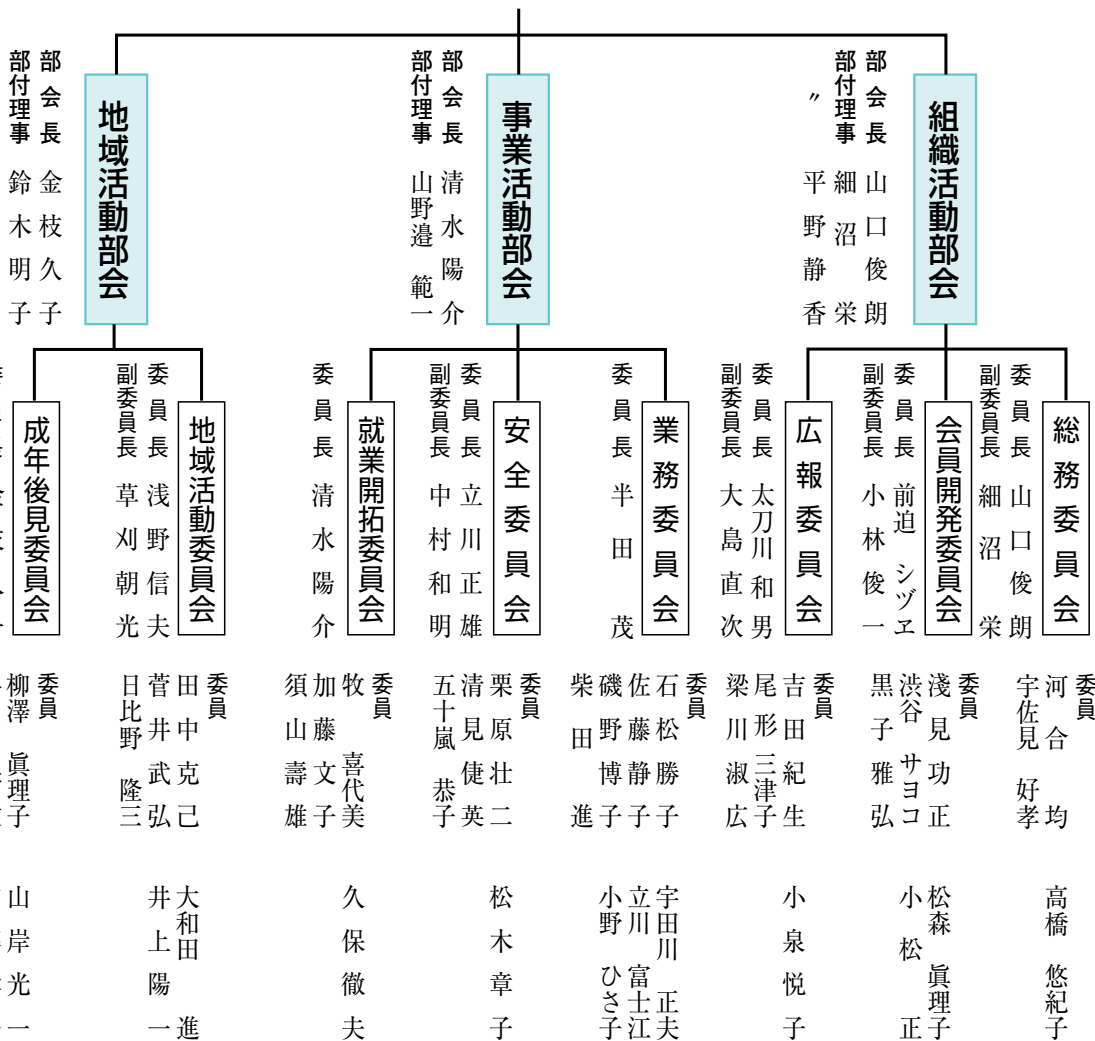 組織活動部会
部会長 山口俊朗
部付理事 細沼栄
〃 平野静香
総務委員会
委員長 山口俊朗
副委員長 細沼栄
委員
河合均 高橋悠紀子
宇佐見好孝
会員開発委員会
委員長 前迫シヅヱ
副委員長 小林俊一
委員
淺見功正 松森眞理子
渋谷サヨコ 小松正
黒子雅弘
広報委員会
委員長 太刀川和男
副委員長 大島直次
委員
吉田紀生 小泉悦子
尾形三津子
梁川淑広
事業活動部会
部会長 清水陽介
部付理事 山野邉範一
業務委員会
委員長 半田茂
委員
石松勝子 宇田川正夫
佐藤静子 立川富士江
磯野博子 小野ひさ子
柴田進
安全委員会
委員長 立川正雄
副委員長 中村和明
委員
栗原壮二 松木章子
清見倢英
五十嵐恭子
就業開拓委員会
委員長 清水陽介
委員
牧喜代美 久保徹夫
加藤文子
須山壽雄
地域活動部会
部会長 金枝久子
部付理事 鈴木明子
地域活動委員会
委員長 浅野信夫
副委員長 草刈朝光
委員
田中克己 大和田進
菅井武弘 井上陽一
日比野隆三
成年後見委員会
委員
柳澤眞理子 山岸光一